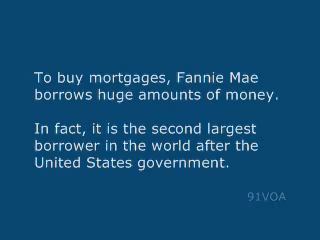 To buy mortgages, Fannie Mae
borrows huge amounts of money.
In fact, it is the second largest
borrower in the world after the
United States government.
91VOA